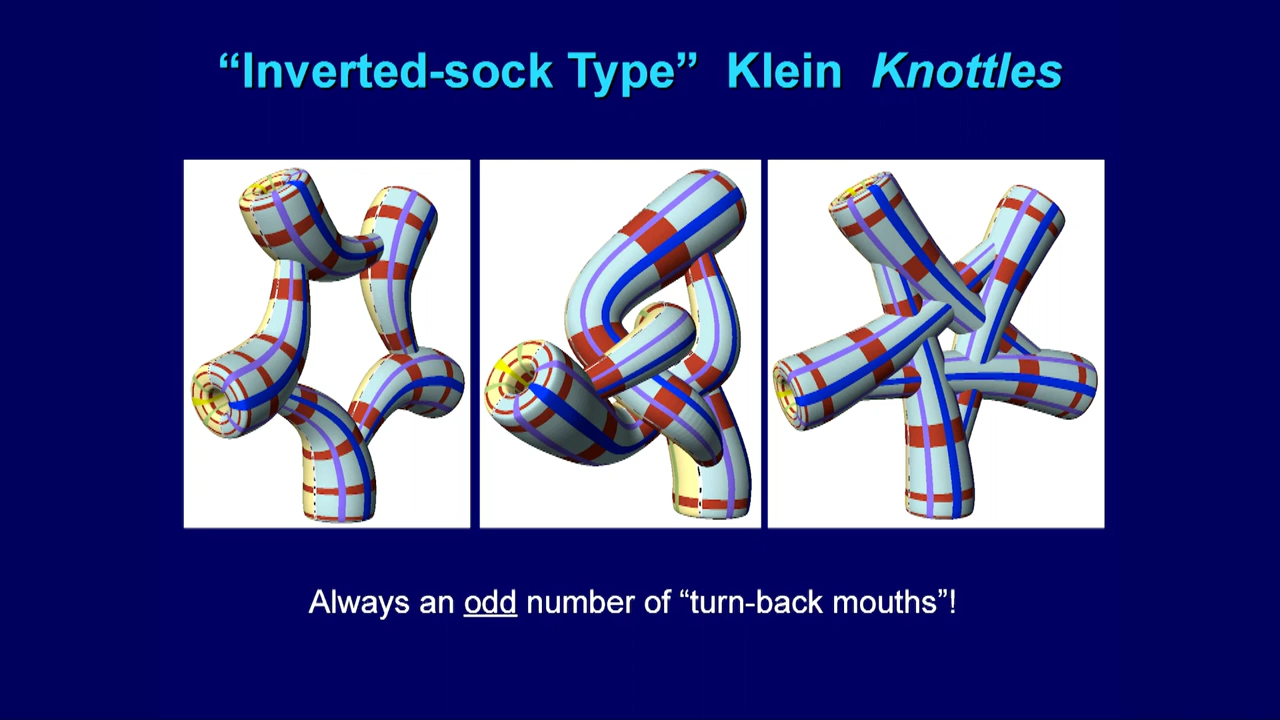 “Inverted-sock Type” Klein Knottles
Always an odd number of “turn-back mouths”!